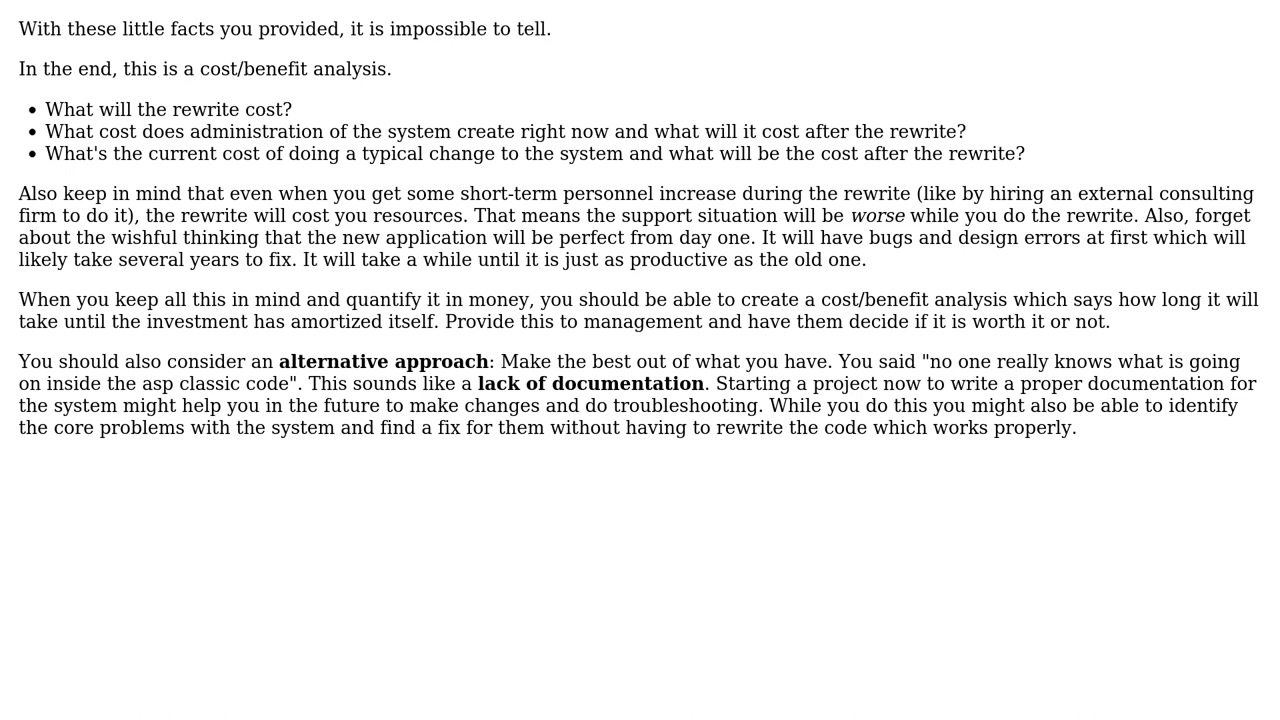 With these little facts you provided, it is impossible to tell.
In the end, this is a cost/benefit analysis.
• What will the rewrite cost?
• What cost does administration of the system create right now and what will it cost after the rewrite?
• What's the current cost of doing a typical change to the system and what will be the cost after the rewrite?
Also keep in mind that even when you get some short-term personnel increase during the rewrite (like by hiring an external consulting
firm to do it), the rewrite will cost you resources. That means the support situation will be worse while you do the rewrite. Also, forget
about the wishful thinking that the new application will be perfect from day one. It will have bugs and design errors at first which will
likely take several years to fix. It will take a while until it is just as productive as the old one.
When you keep all this in mind and quantify it in money, you should be able to create a cost/benefit analysis which says how long it will
take until the investment has amortized itself. Provide this to management and have them decide if it is worth it or not.
You should also consider an alternative approach: Make the best out of what you have. You said "no one really knows what is going
on inside the asp classic code". This sounds like a lack of documentation. Starting a project now to write a proper documentation for
the system might help you in the future to make changes and do troubleshooting. While you do this you might also be able to identify
the core problems with the system and find a fix for them without having to rewrite the code which works properly.